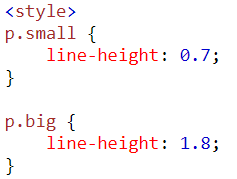 <style>
p.small {
    line-height: 0.7;
}

p.big {
    line-height: 1.8;
}